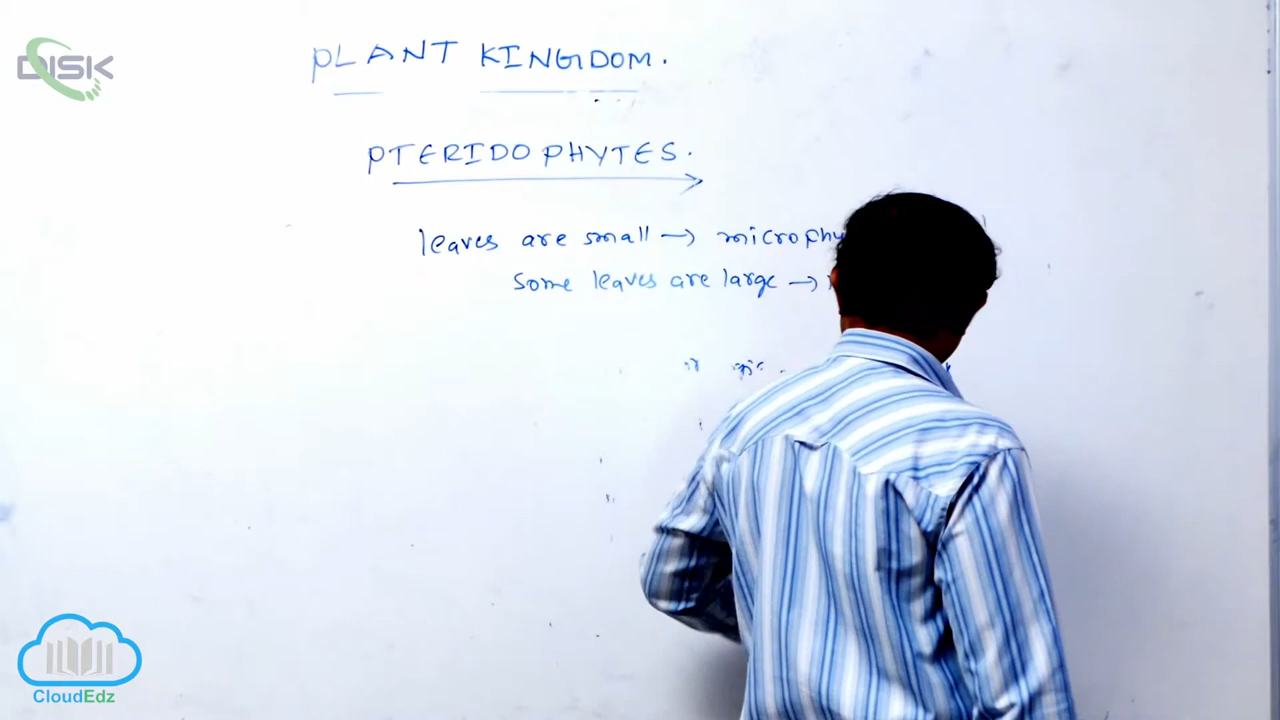 DISK
PLANT KINGDOM.
PTERIDOPHYTES.
leaves are small → microphy
Some leaves are large →
CloudEdz